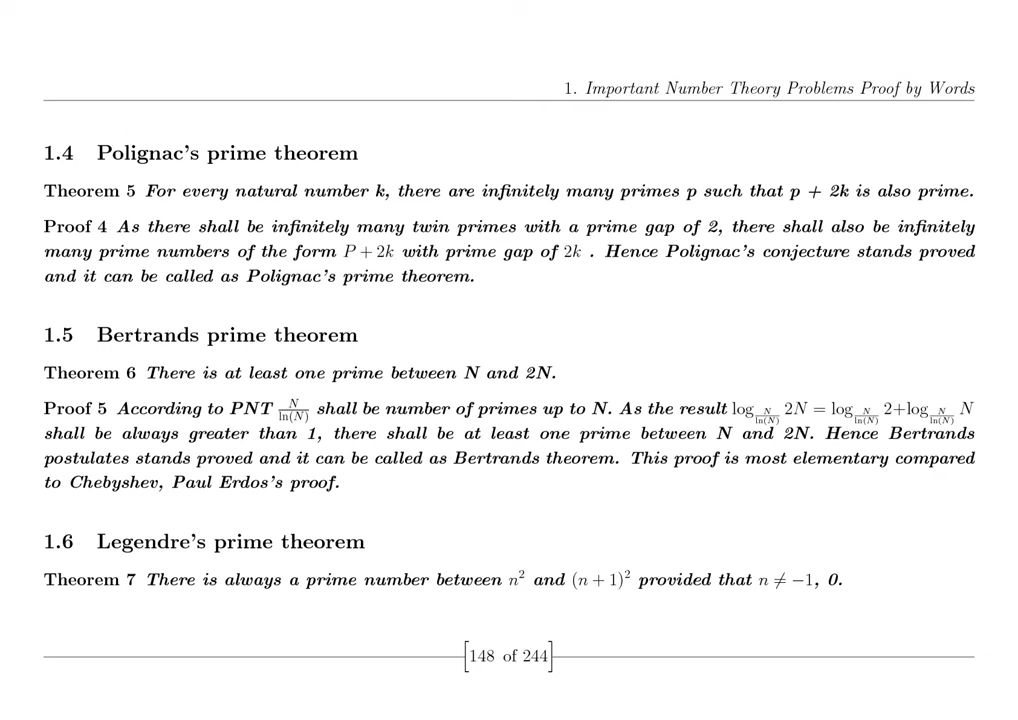 1. Important Number Theory Problems Proof by Words
1.4 Polignac's prime theorem
Theorem 5 For every natural number k, there are infinitely many primes p such that p + 2k is also prime.
Proof 4 As there shall be infinitely many twin primes with a prime gap of 2, there shall also be infinitely
many prime numbers of the form P + 2k with prime gap of 2k . Hence Polignac's conjecture stands proved
and it can be called as Polignac's prime theorem.
1.5 Bertrands prime theorem
Theorem 6 There is at least one prime between N and 2N.
Proof 5 According to PNT $\frac{N}{\ln(N)}$ shall be number of primes up to N. As the result $\log_{\frac{N}{\ln(N)}} 2N = \log_{\frac{N}{\ln(N)}} 2 + \log_{\frac{N}{\ln(N)}} N$
shall be always greater than 1, there shall be at least one prime between N and 2N. Hence Bertrands
postulates stands proved and it can be called as Bertrands theorem. This proof is most elementary compared
to Chebyshev, Paul Erdos's proof.
1.6 Legendre's prime theorem
Theorem 7 There is always a prime number between $n^2$ and $(n + 1)^2$ provided that $n \neq -1$, 0.
[148 of 244]